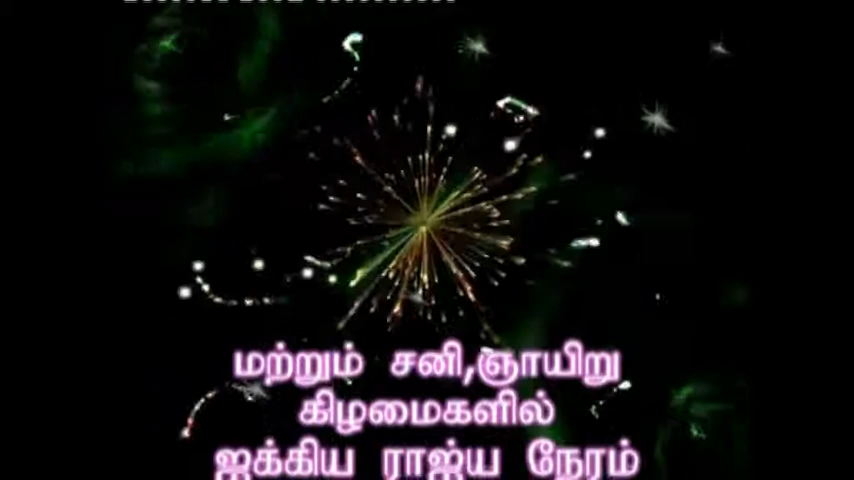 மற்றும் சனி,ஞாயிறு
கிழமைகளில்
ஐக்கிய ராஜ்ய நேரம்